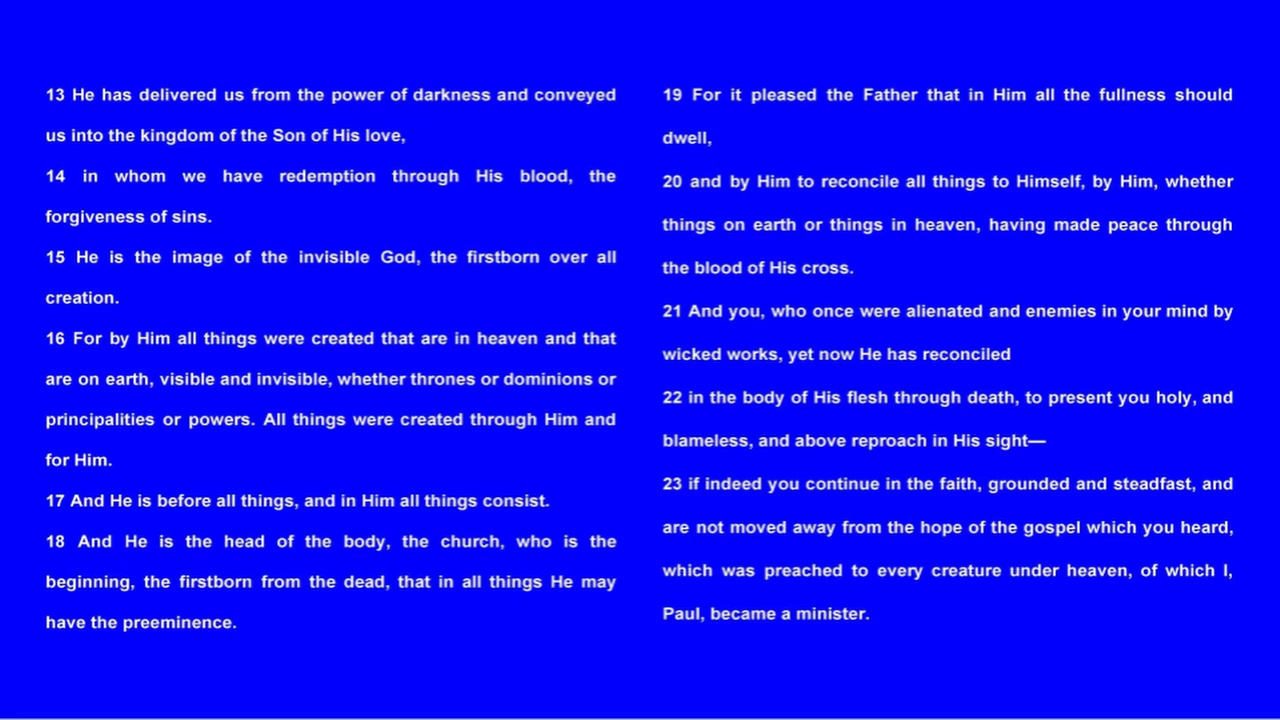 13 He has delivered us from the power of darkness and conveyed
us into the kingdom of the Son of His love,
14 in whom we have redemption through His blood, the
forgiveness of sins.
15 He is the image of the invisible God, the firstborn over all
creation.
16 For by Him all things were created that are in heaven and that
are on earth, visible and invisible, whether thrones or dominions or
principalities or powers. All things were created through Him and
for Him.
17 And He is before all things, and in Him all things consist.
18 And He is the head of the body, the church, who is the
beginning, the firstborn from the dead, that in all things He may
have the preeminence.
19 For it pleased the Father that in Him all the fullness should
dwell,
20 and by Him to reconcile all things to Himself, by Him, whether
things on earth or things in heaven, having made peace through
the blood of His cross.
21 And you, who once were alienated and enemies in your mind by
wicked works, yet now He has reconciled
22 in the body of His flesh through death, to present you holy, and
blameless, and above reproach in His sight—
23 if indeed you continue in the faith, grounded and steadfast, and
are not moved away from the hope of the gospel which you heard,
which was preached to every creature under heaven, of which I,
Paul, became a minister.